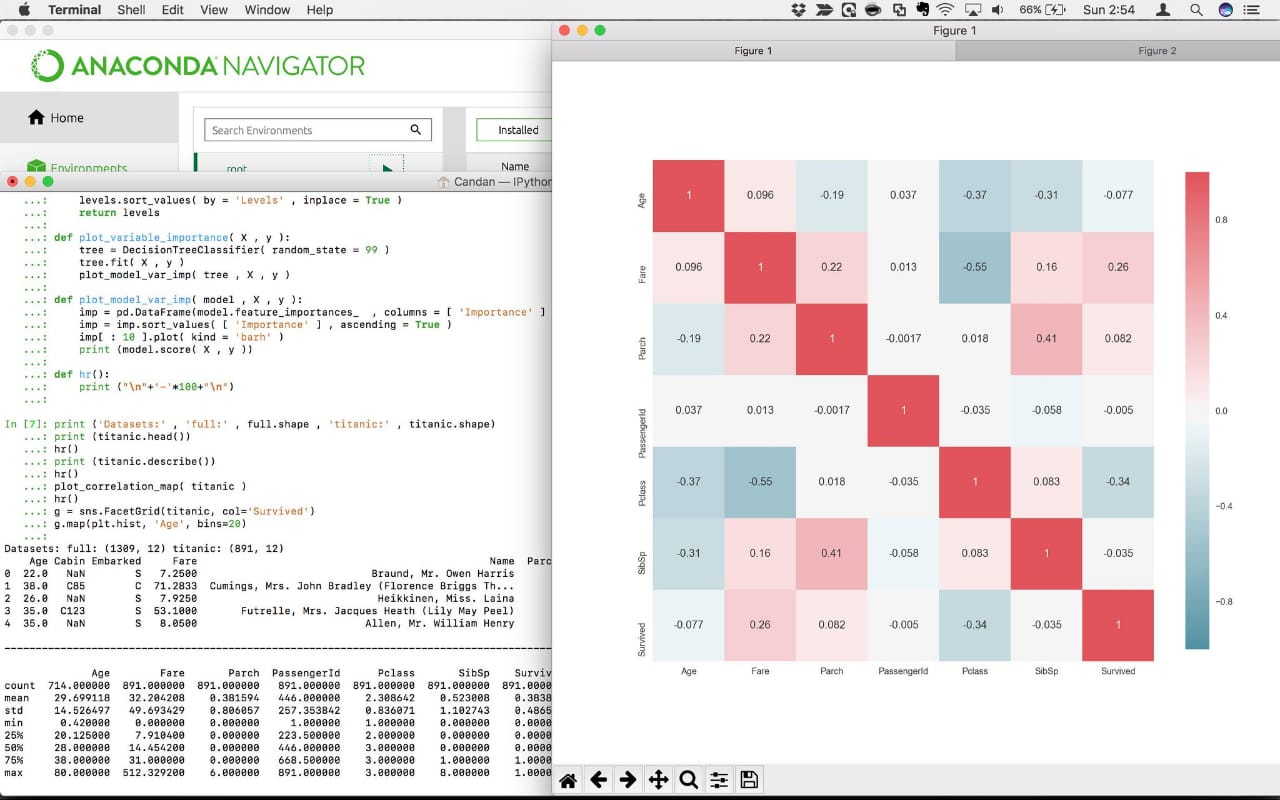 Terminal Shell Edit View Window Help 66% Sun 2:54
ANACONDA NAVIGATOR
Home
Environments
Search Environments
root
Installed
Name
Candan — IPython
...: levels.sort_values( by = 'Levels' , inplace = True )
...: return levels
...:
...: def plot_variable_importance( X , y ):
...: tree = DecisionTreeClassifier( random_state = 99 )
...: tree.fit( X , y )
...: plot_model_var_imp( tree , X , y )
...:
...: def plot_model_var_imp( model , X , y ):
...: imp = pd.DataFrame(model.feature_importances_ , columns = [ 'Importance' ]
...: imp = imp.sort_values( [ 'Importance' ] , ascending = True )
...: imp[ : 10 ].plot( kind = 'barh' )
...: print (model.score( X , y ))
...:
...: def hr():
...: print ("\n"+'-'*100+"\n")
...:
In [7]: print ('Datasets:' , 'full:' , full.shape , 'titanic:' , titanic.shape)
...: print (titanic.head())
...: hr()
...: print (titanic.describe())
...: hr()
...: plot_correlation_map( titanic )
...: hr()
...: g = sns.FacetGrid(titanic, col='Survived')
...: g.map(plt.hist, 'Age', bins=20)
...:
Datasets: full: (1309, 12) titanic: (891, 12)
Age Cabin Embarked Fare Name Parc
0 22.0 NaN S 7.2500 Braund, Mr. Owen Harris
1 38.0 C85 C 71.2833 Cumings, Mrs. John Bradley (Florence Briggs Th...
2 26.0 NaN S 7.9250 Heikkinen, Miss. Laina
3 35.0 C123 S 53.1000 Futrelle, Mrs. Jacques Heath (Lily May Peel)
4 35.0 NaN S 8.0500 Allen, Mr. William Henry
--------------------------------------------------------------------------------
Age Fare Parch PassengerId Pclass SibSp Surviv
count 714.000000 891.000000 891.000000 891.000000 891.000000 891.000000 891.0000
mean 29.699118 32.204208 0.381594 446.000000 2.308642 0.523008 0.3838
std 14.526497 49.693429 0.806057 257.353842 0.836071 1.102743 0.4865
min 0.420000 0.000000 0.000000 1.000000 1.000000 0.000000 0.0000
25% 20.125000 7.910400 0.000000 223.500000 2.000000 0.000000 0.0000
50% 28.000000 14.454200 0.000000 446.000000 3.000000 0.000000 0.0000
75% 38.000000 31.000000 0.000000 668.500000 3.000000 1.000000 1.0000
max 80.000000 512.329200 6.000000 891.000000 3.000000 8.000000 1.0000
Figure 1
Figure 1 Figure 2
Age 1 0.096 -0.19 0.037 -0.37 -0.31 -0.077
Fare 0.096 1 0.22 0.013 -0.55 0.16 0.26
Parch -0.19 0.22 1 -0.0017 0.018 0.41 0.082
PassengerId 0.037 0.013 -0.0017 1 -0.035 -0.058 -0.005
Pclass -0.37 -0.55 0.018 -0.035 1 0.083 -0.34
SibSp -0.31 0.16 0.41 -0.058 0.083 1 -0.035
Survived -0.077 0.26 0.082 -0.005 -0.34 -0.035 1
Age Fare Parch PassengerId Pclass SibSp Survived
0.8
0.4
0.0
−0.4
−0.8